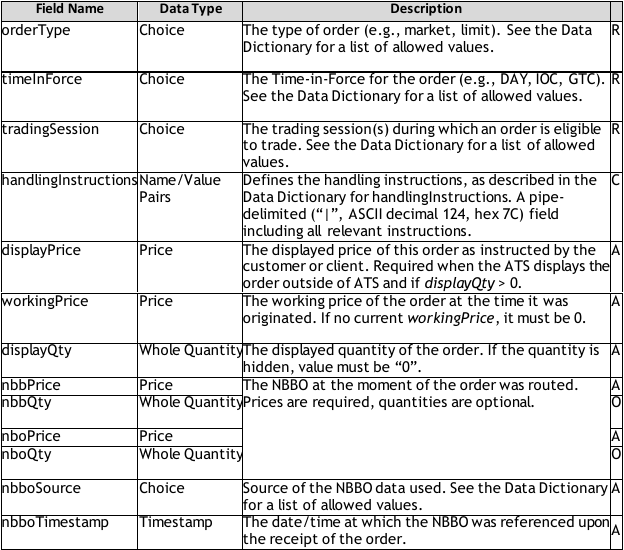 Field Name Data Type Description
orderType Choice The type of order (e.g., market, limit). See the Data R
Dictionary for a list of allowed values.
timeInForce Choice The Time-in-Force for the order (e.g., DAY, IOC, GTC). R
See the Data Dictionary for a list of allowed values.
tradingSession Choice The trading session(s) during which an order is eligible R
to trade. See the Data Dictionary for a list of allowed
values.
handlingInstructions Name/Value Defines the handling instructions, as described in the C
Pairs Data Dictionary for handlingInstructions. A pipe-
delimited (“|”, ASCII decimal 124, hex 7C) field
including all relevant instructions.
displayPrice Price The displayed price of this order as instructed by the A
customer or client. Required when the ATS displays the
order outside of ATS and if displayQty > 0.
workingPrice Price The working price of the order at the time it was A
originated. If no current workingPrice, it must be 0.
displayQty Whole Quantity The displayed quantity of the order. If the quantity is A
hidden, value must be “0”.
nbbPrice Price The NBBO at the moment of the order was routed. A
nbbQty Whole Quantity Prices are required, quantities are optional. O
nboPrice Price A
nboQty Whole Quantity O
nbboSource Choice Source of the NBBO data used. See the Data Dictionary A
for a list of allowed values.
nbboTimestamp Timestamp The date/time at which the NBBO was referenced upon A
the receipt of the order.